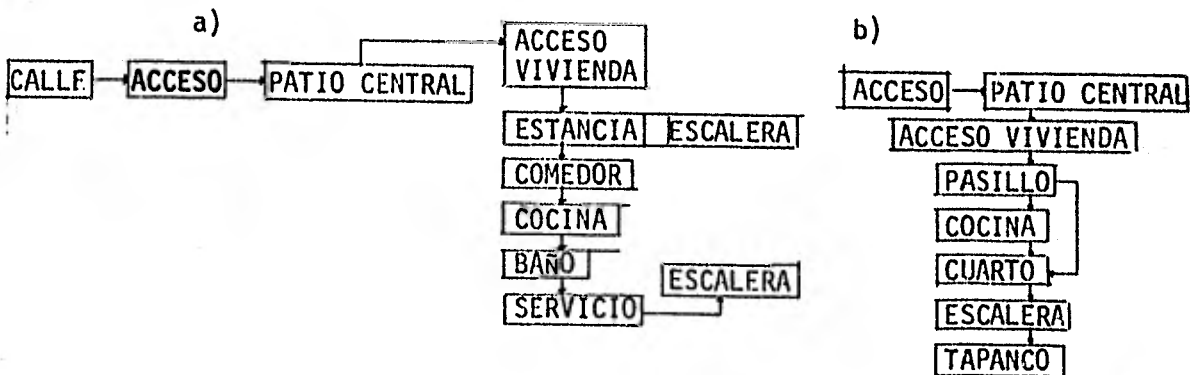 a)
CALLE ACCESO PATIO CENTRAL
ACCESO
VIVIENDA
ESTANCIA ESCALERA
COMEDOR
COCINA
BAÑO
SERVICIO ESCALERA
b)
ACCESO PATIO CENTRAL
ACCESO VIVIENDA
PASILLO
COCINA
CUARTO
ESCALERA
TAPANCO